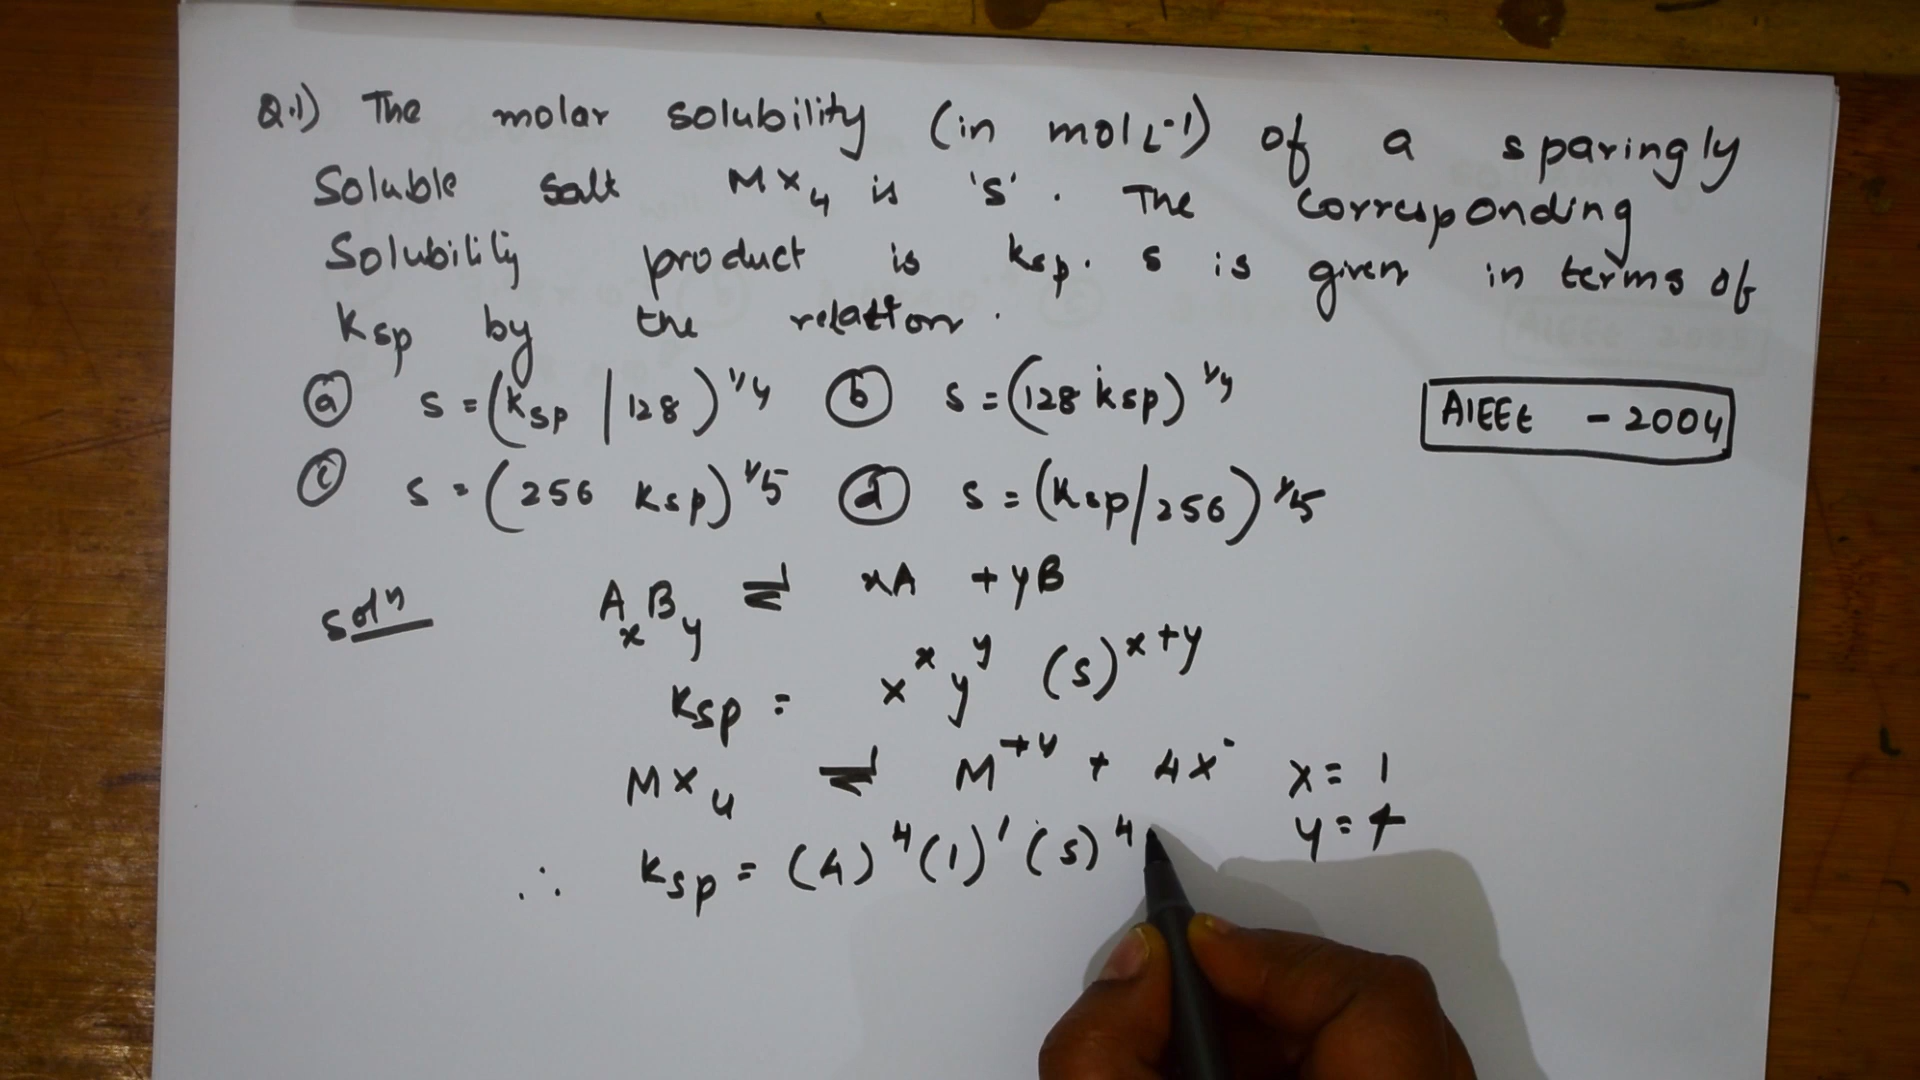 Q.1) The molar solubility (in mol L-1) of a sparingly
Soluble salt MX4 is 's'. The corresponding
Solubility product is Ksp. s is given in terms of
Ksp by the relation.
(a) s = (Ksp | 128)^1/4 (b) s = (128 Ksp)^1/4
AIEEE - 2004
(c) s = (256 Ksp)^1/5 (d) s = (Ksp/256)^1/5
Soln AxBy ⇌ xA + yB
Ksp = x^x y^y (s)^x+y
MX4 ⇌ M^+4 + 4X^- x = 1
y = 4
∴ Ksp = (4)^4 (1)^1 (s)^4